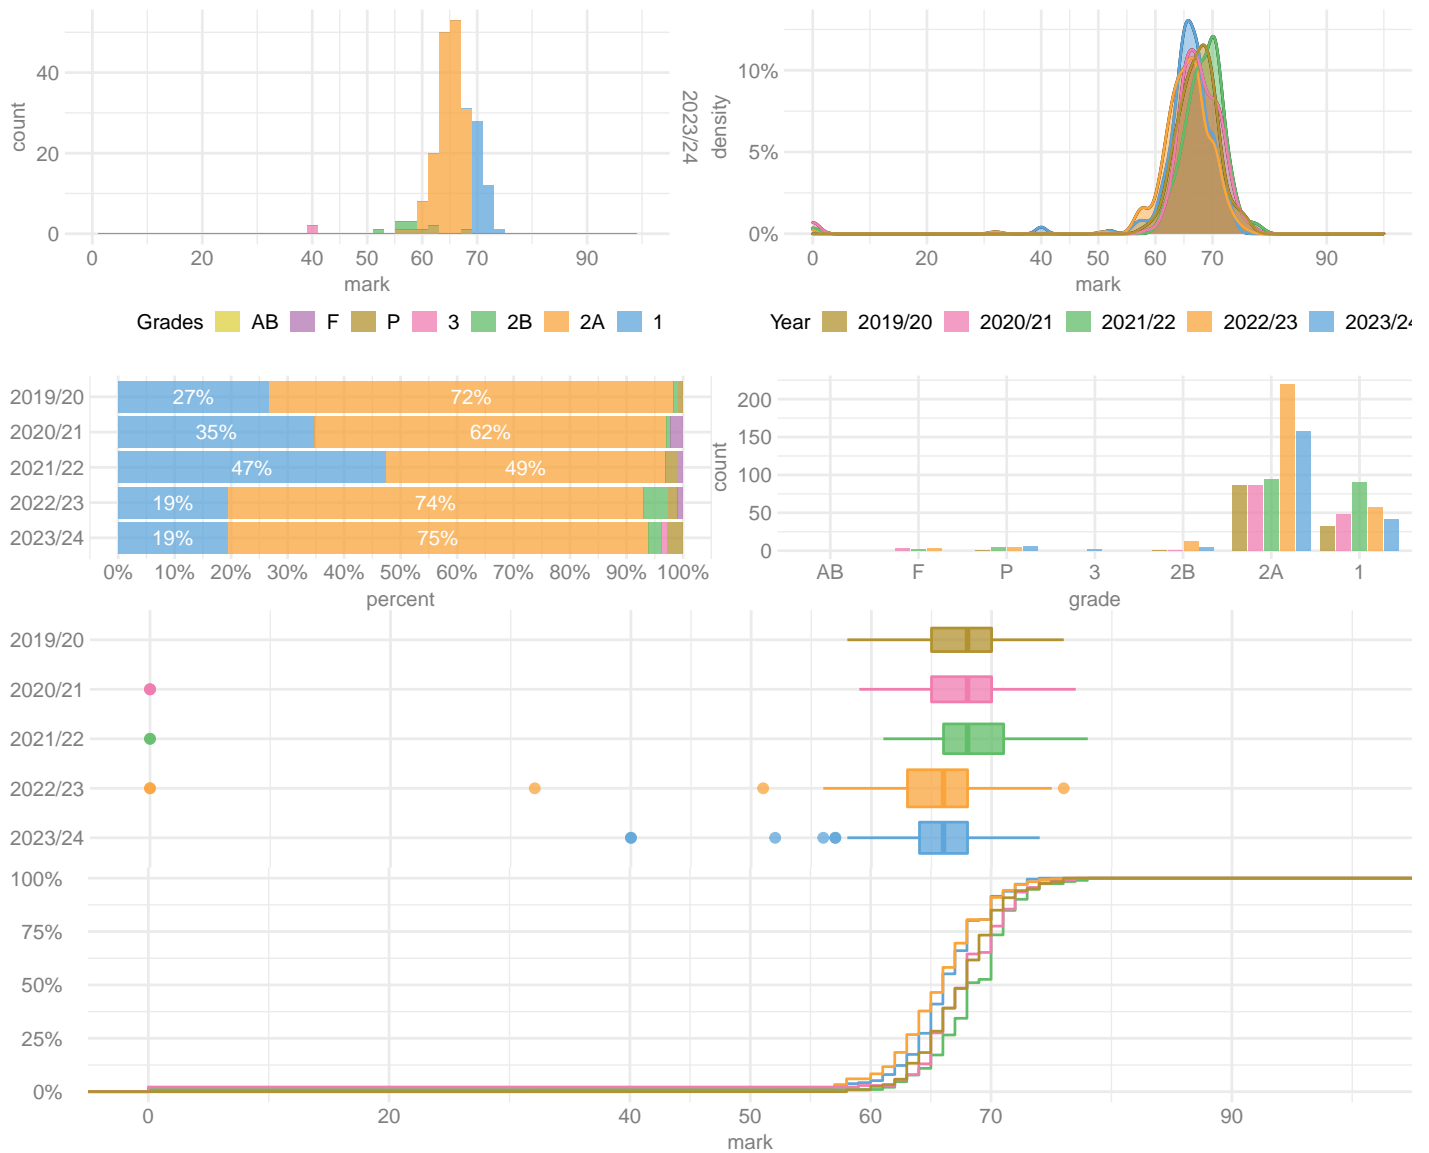 40
20
0
count
0 20 40 50 60 70 90
mark
2023/24
10%
5%
0%
density
0 20 40 50 60 70 90
mark
Grades AB F P 3 2B 2A 1
Year 2019/20 2020/21 2021/22 2022/23 2023/24
2019/20 27% 72%
2020/21 35% 62%
2021/22 47% 49%
2022/23 19% 74%
2023/24 19% 75%
0% 10% 20% 30% 40% 50% 60% 70% 80% 90% 100%
percent
200
150
100
50
0
count
AB F P 3 2B 2A 1
grade
2019/20
2020/21
2021/22
2022/23
2023/24
100%
75%
50%
25%
0%
0 20 40 50 60 70 90
mark